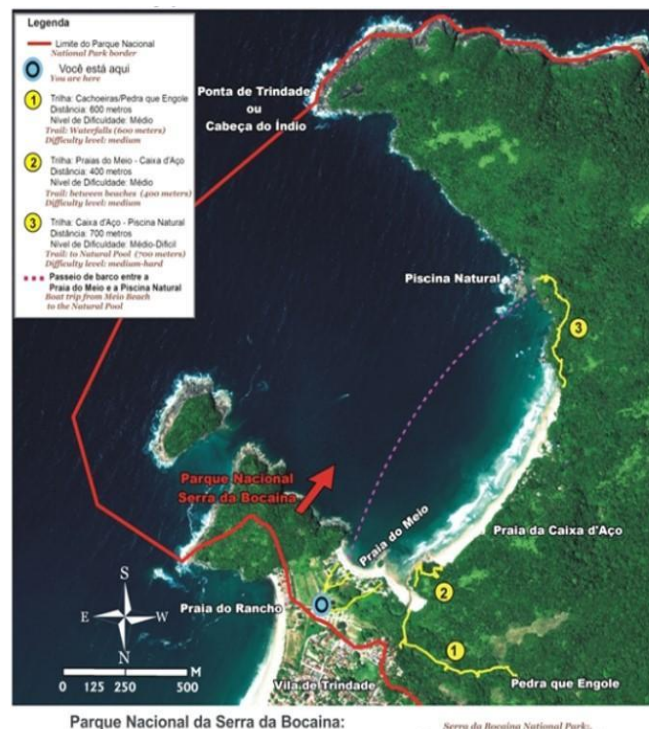 Legenda
Limite do Parque Nacional
National Park border
Você está aqui
You are here
1
Trilha: Cachoeiras/Pedra que Engole
Distância: 600 metros
Nível de Dificuldade: Médio
Trail: Waterfalls (600 meters)
Difficulty level: medium
2
Trilha: Praias do Meio - Caixa d'Aço
Distância: 400 metros
Nível de Dificuldade: Médio
Trail: between beaches (400 meters)
Difficulty level: medium
3
Trilha: Caixa d'Aço - Piscina Natural
Distância: 700 metros
Nível de Dificuldade: Médio-Difícil
Trail: to Natural Pool (700 meters)
Difficulty level: medium-hard
Passeio de barco entre a
Praia do Meio e a Piscina Natural
Boat trip from Meio Beach
to the Natural Pool
Ponta de Trindade
ou
Cabeça do Índio
Piscina Natural
3
Parque Nacional
Serra da Bocaina
Praia do Meio
Praia da Caixa d'Aço
2
Praia do Rancho
1
Vila de Trindade
Pedra que Engole
S
E W
N
M
0 125 250 500
Parque Nacional da Serra da Bocaina:
Serra da Bocaina National Park: